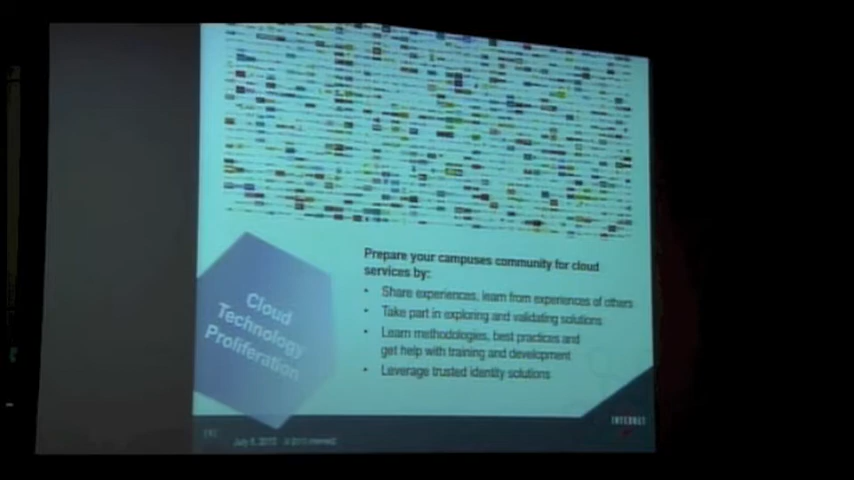 Cloud
Technology
Proliferation
Prepare your campuses community for cloud
services by:
• Share experiences, learn from experiences of others
• Take part in exploring and validating solutions
• Learn methodologies, best practices and
get help with training and development
• Leverage trusted identity solutions
INTERNET